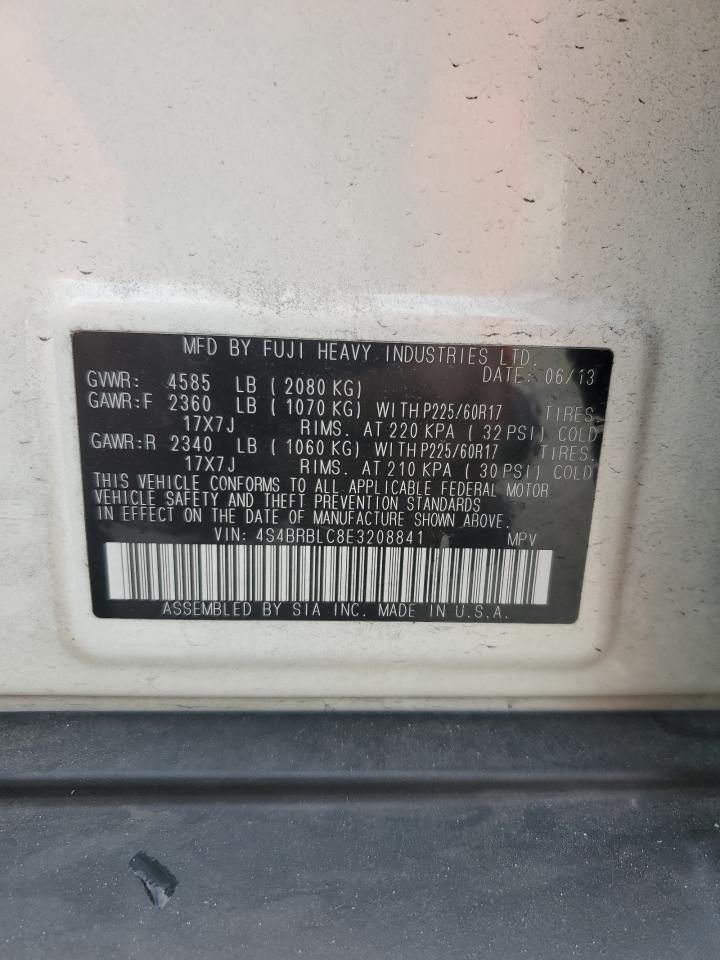 MFD BY FUJI HEAVY INDUSTRIES LTD.
DATE: 06/13
GVWR: 4585 LB ( 2080 KG)
GAWR:F 2360 LB ( 1070 KG) WITH P225/60R17 TIRES
17X7J RIMS. AT 220 KPA ( 32 PSI) COLD
GAWR:R 2340 LB ( 1060 KG) WITH P225/60R17 TIRES
17X7J RIMS. AT 210 KPA ( 30 PSI) COLD
THIS VEHICLE CONFORMS TO ALL APPLICABLE FEDERAL MOTOR
VEHICLE SAFETY AND THEFT PREVENTION STANDARDS
IN EFFECT ON THE DATE OF MANUFACTURE SHOWN ABOVE.
VIN: 4S4BRBLC8E3208841 MPV
ASSEMBLED BY SIA INC. MADE IN U.S.A.